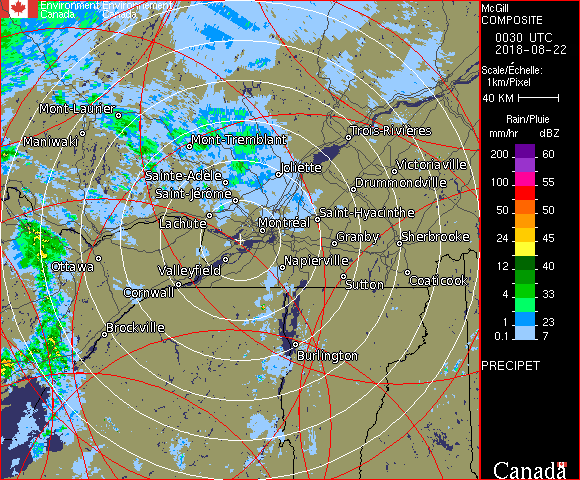 Environment Environnement
Canada Canada
McGill
COMPOSITE
0030 UTC
2018-08-22
Scale/Échelle:
1km/Pixel
40 KM
Rain/Pluie
mm/hr dBZ
200 60
100 55
50 50
24 45
12 40
4 33
1 23
0.1 7
PRECIPET
Canada
Mont-Laurier
Maniwaki
Mont-Tremblant
Trois-Rivières
Sainte-Adèle
Joliette
Victoriaville
Saint-Jérôme
Drummondville
Lachute
Montréal
Saint-Hyacinthe
Granby
Sherbrooke
Ottawa
Valleyfield
Napierville
Cornwall
Sutton
Coaticook
Brockville
Burlington